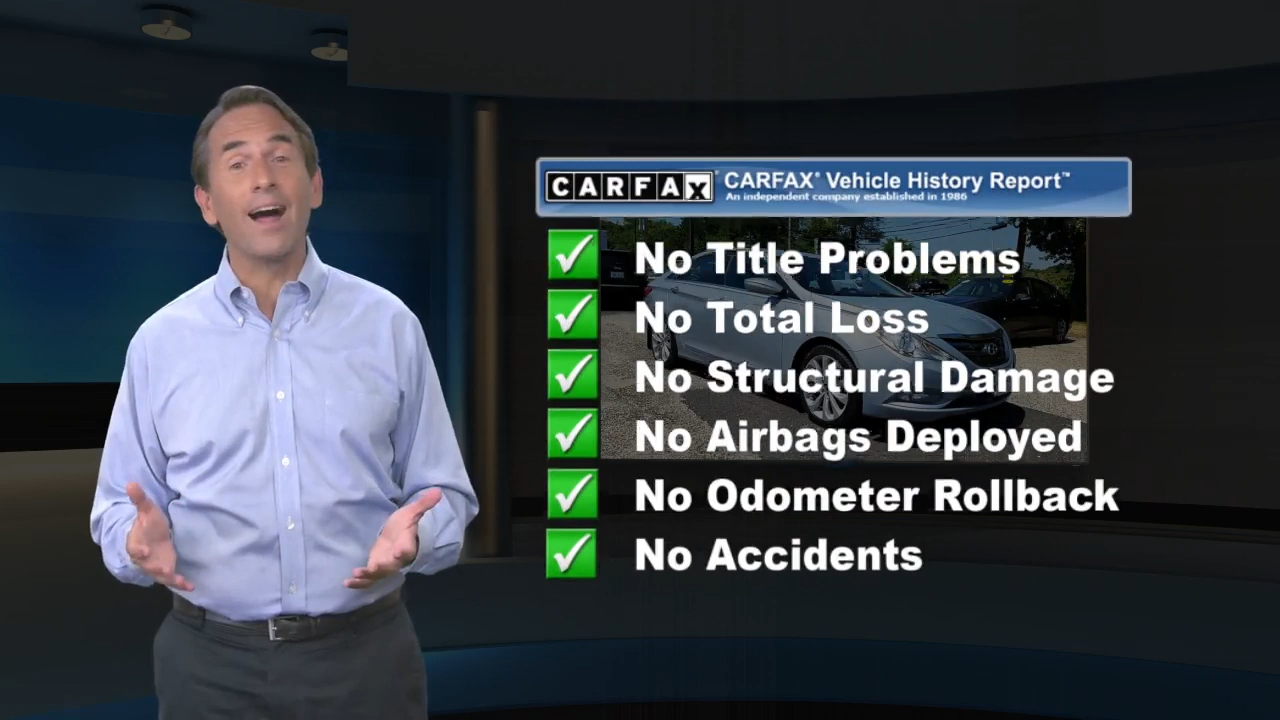 CARFAX® CARFAX® Vehicle History Report™
An independent company established in 1986
No Title Problems
No Total Loss
No Structural Damage
No Airbags Deployed
No Odometer Rollback
No Accidents